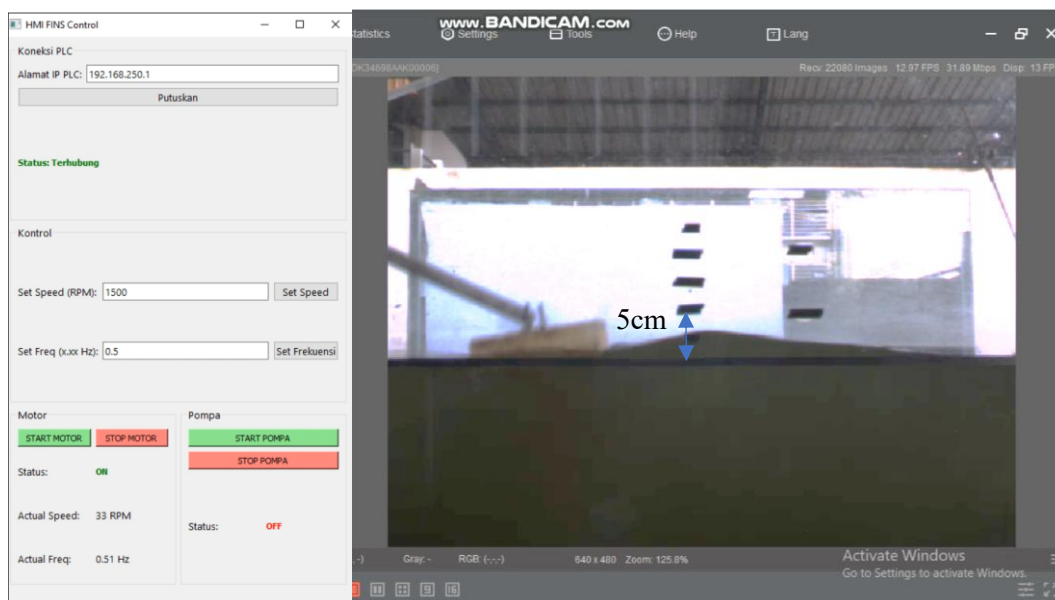 HMI FINS Control
Koneksi PLC
Alamat IP PLC: 192.168.250.1
Putuskan
Status: Terhubung
Kontrol
Set Speed (RPM): 1500 Set Speed
Set Freq (x.xx Hz): 0.5 Set Frekuensi
Motor
START MOTOR STOP MOTOR
Status: ON
Actual Speed: 33 RPM
Actual Freq: 0.51 Hz
Pompa
START POMPA
STOP POMPA
Status: OFF
www.BANDICAM.com
Settings Tools Help Lang
Recv: 22080 Images 12.97 FPS 31.89 Mbps Disp: 13
5cm
Gray: - RGB: (-,-,-) 640 x 480 Zoom: 125.8%
Activate Windows
Go to Settings to activate Windows.